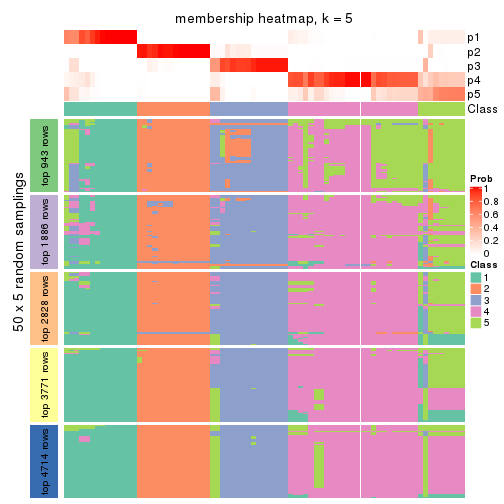 membership heatmap, k = 5
p1
p2
p3
p4
p5
Class
50 x 5 random samplings
top 943 rows
top 1886 rows
top 2828 rows
top 3771 rows
top 4714 rows
Prob
1
0.8
0.6
0.4
0.2
0
Class
1
2
3
4
5